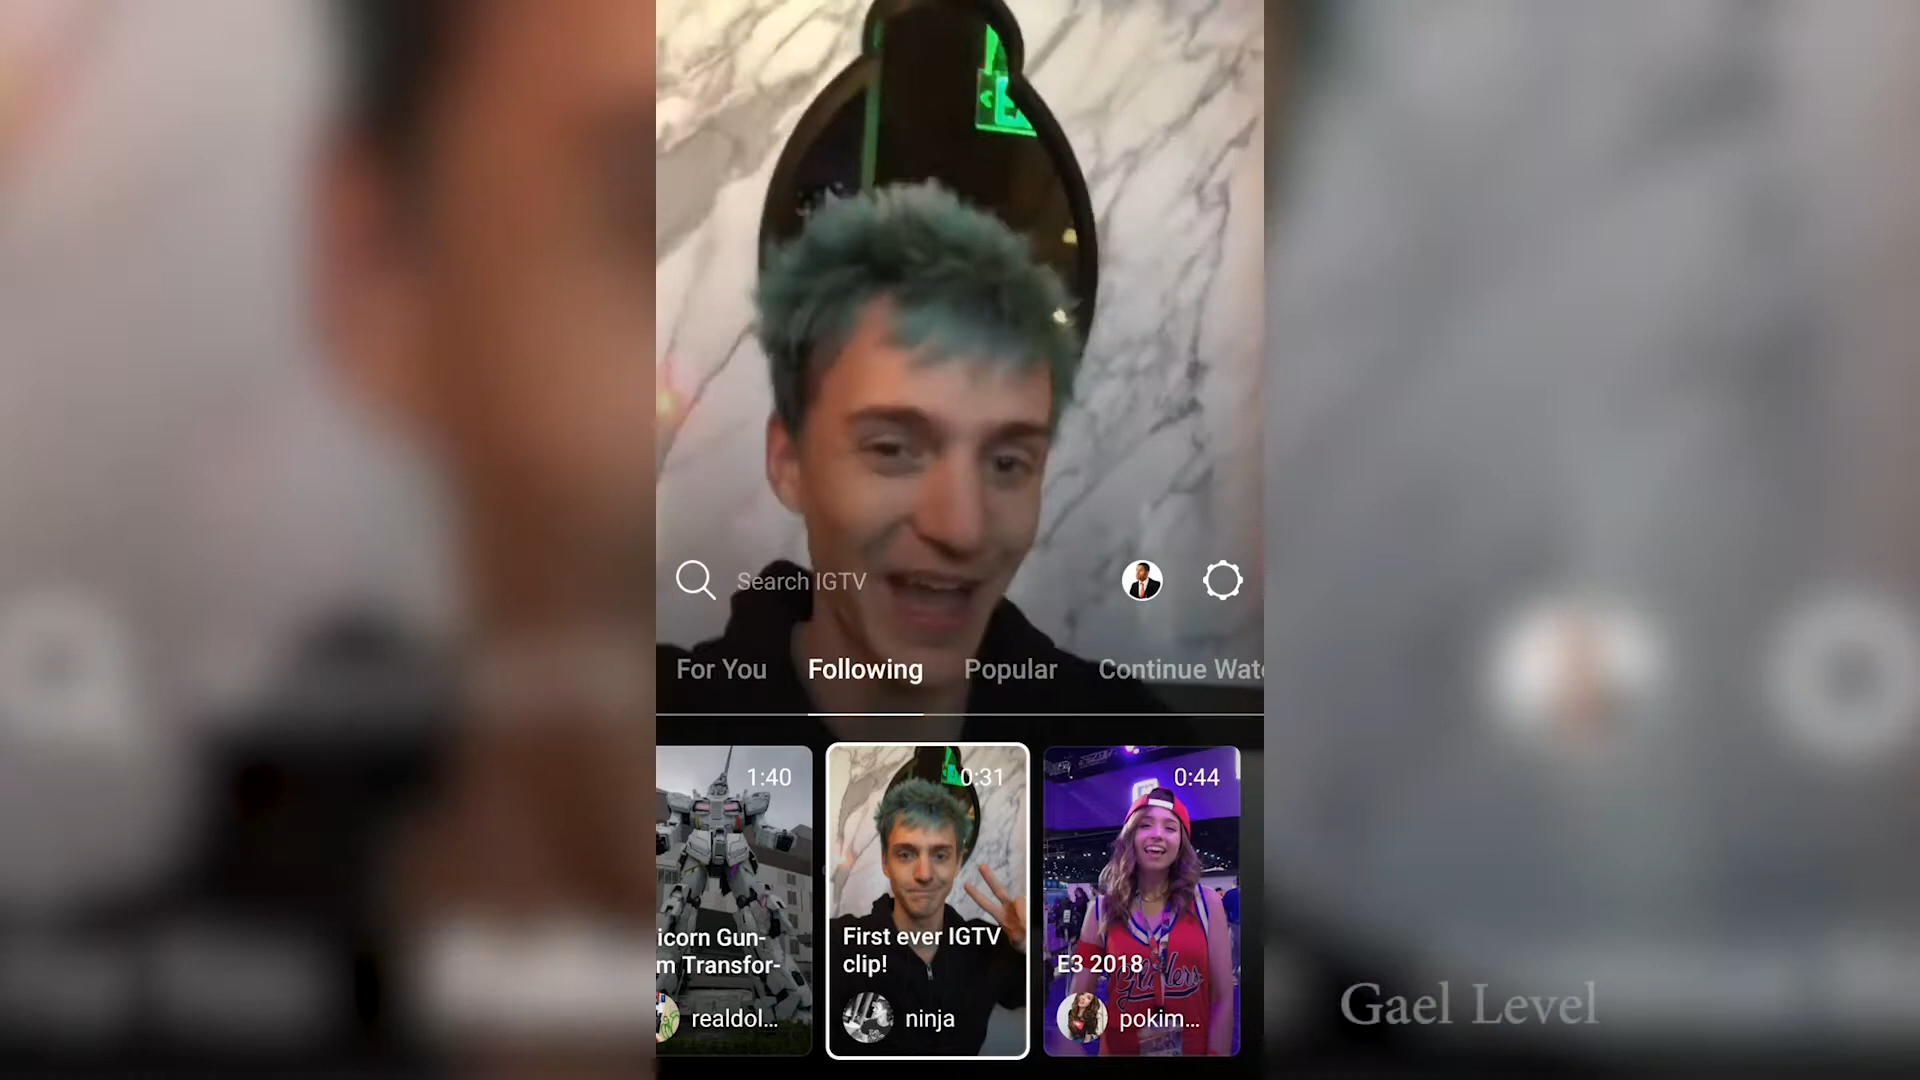 Search IGTV
For You Following Popular Continue Wat
1:40
icorn Gun-
m Transfor-
realdol...
0:31
First ever IGTV
clip!
ninja
0:44
E3 2018
pokim...
Gael Level